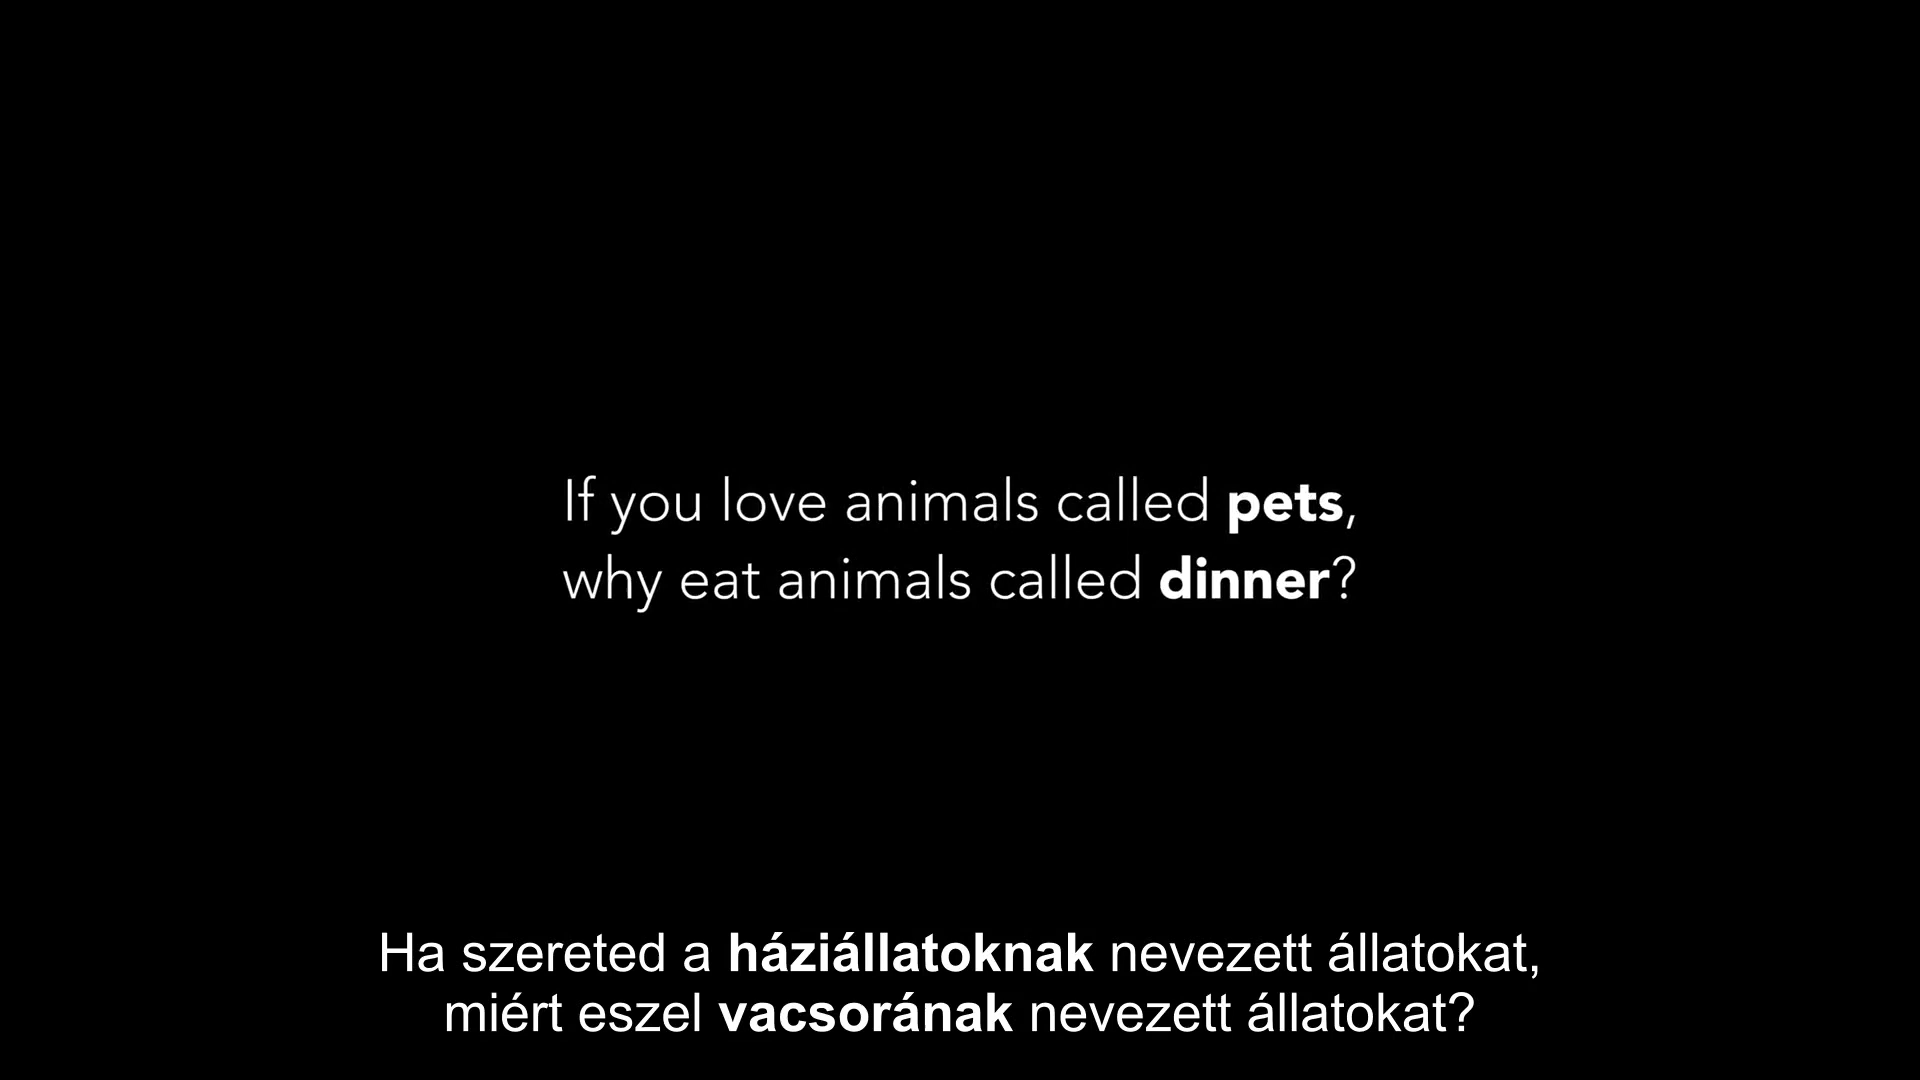 If you love animals called pets,
why eat animals called dinner?
Ha szereted a háziállatoknak nevezett állatokat,
miért eszel vacsorának nevezett állatokat?